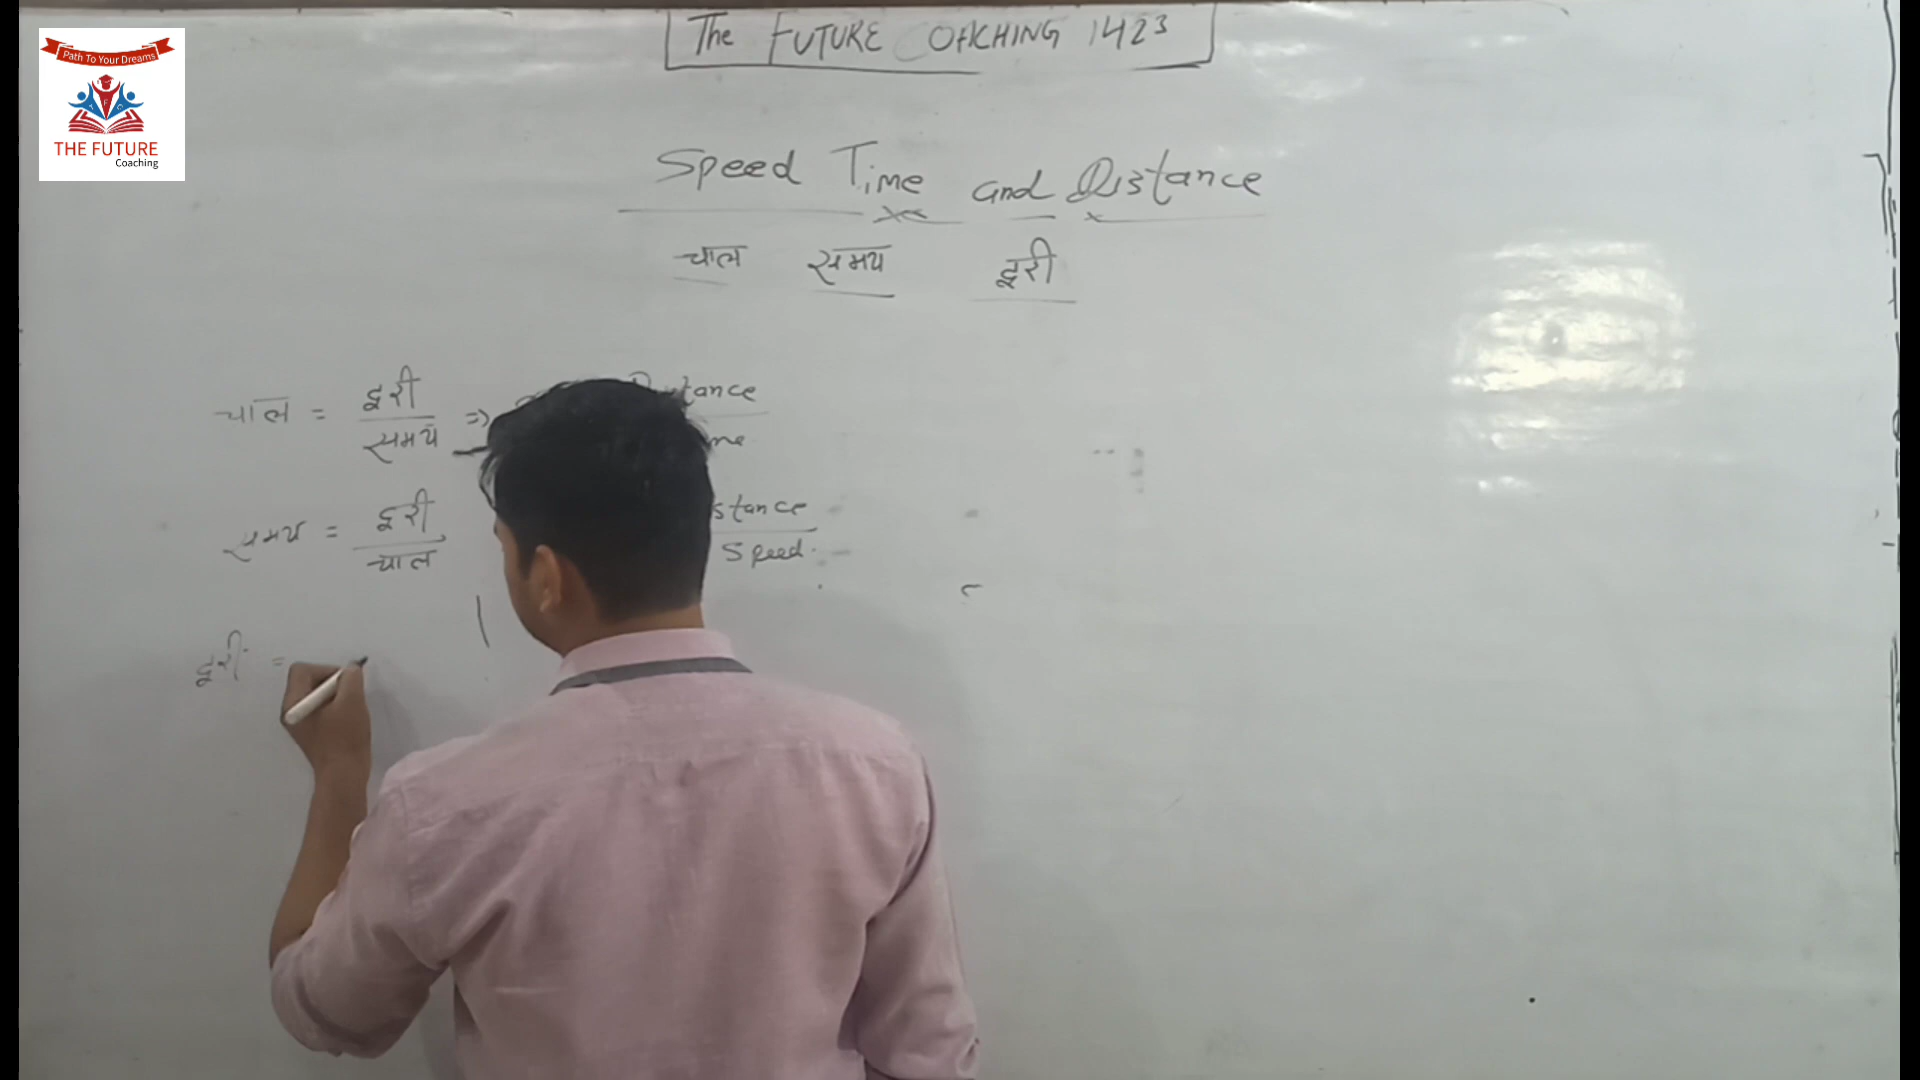 Path To Your Dreams
THE FUTURE
Coaching
The FUTURE COACHING 1423
Speed Time and Distance
चाल समय दूरी
चाल = दूरी / समय => tance
समय = दूरी / चाल stance / Speed.
दूरी =